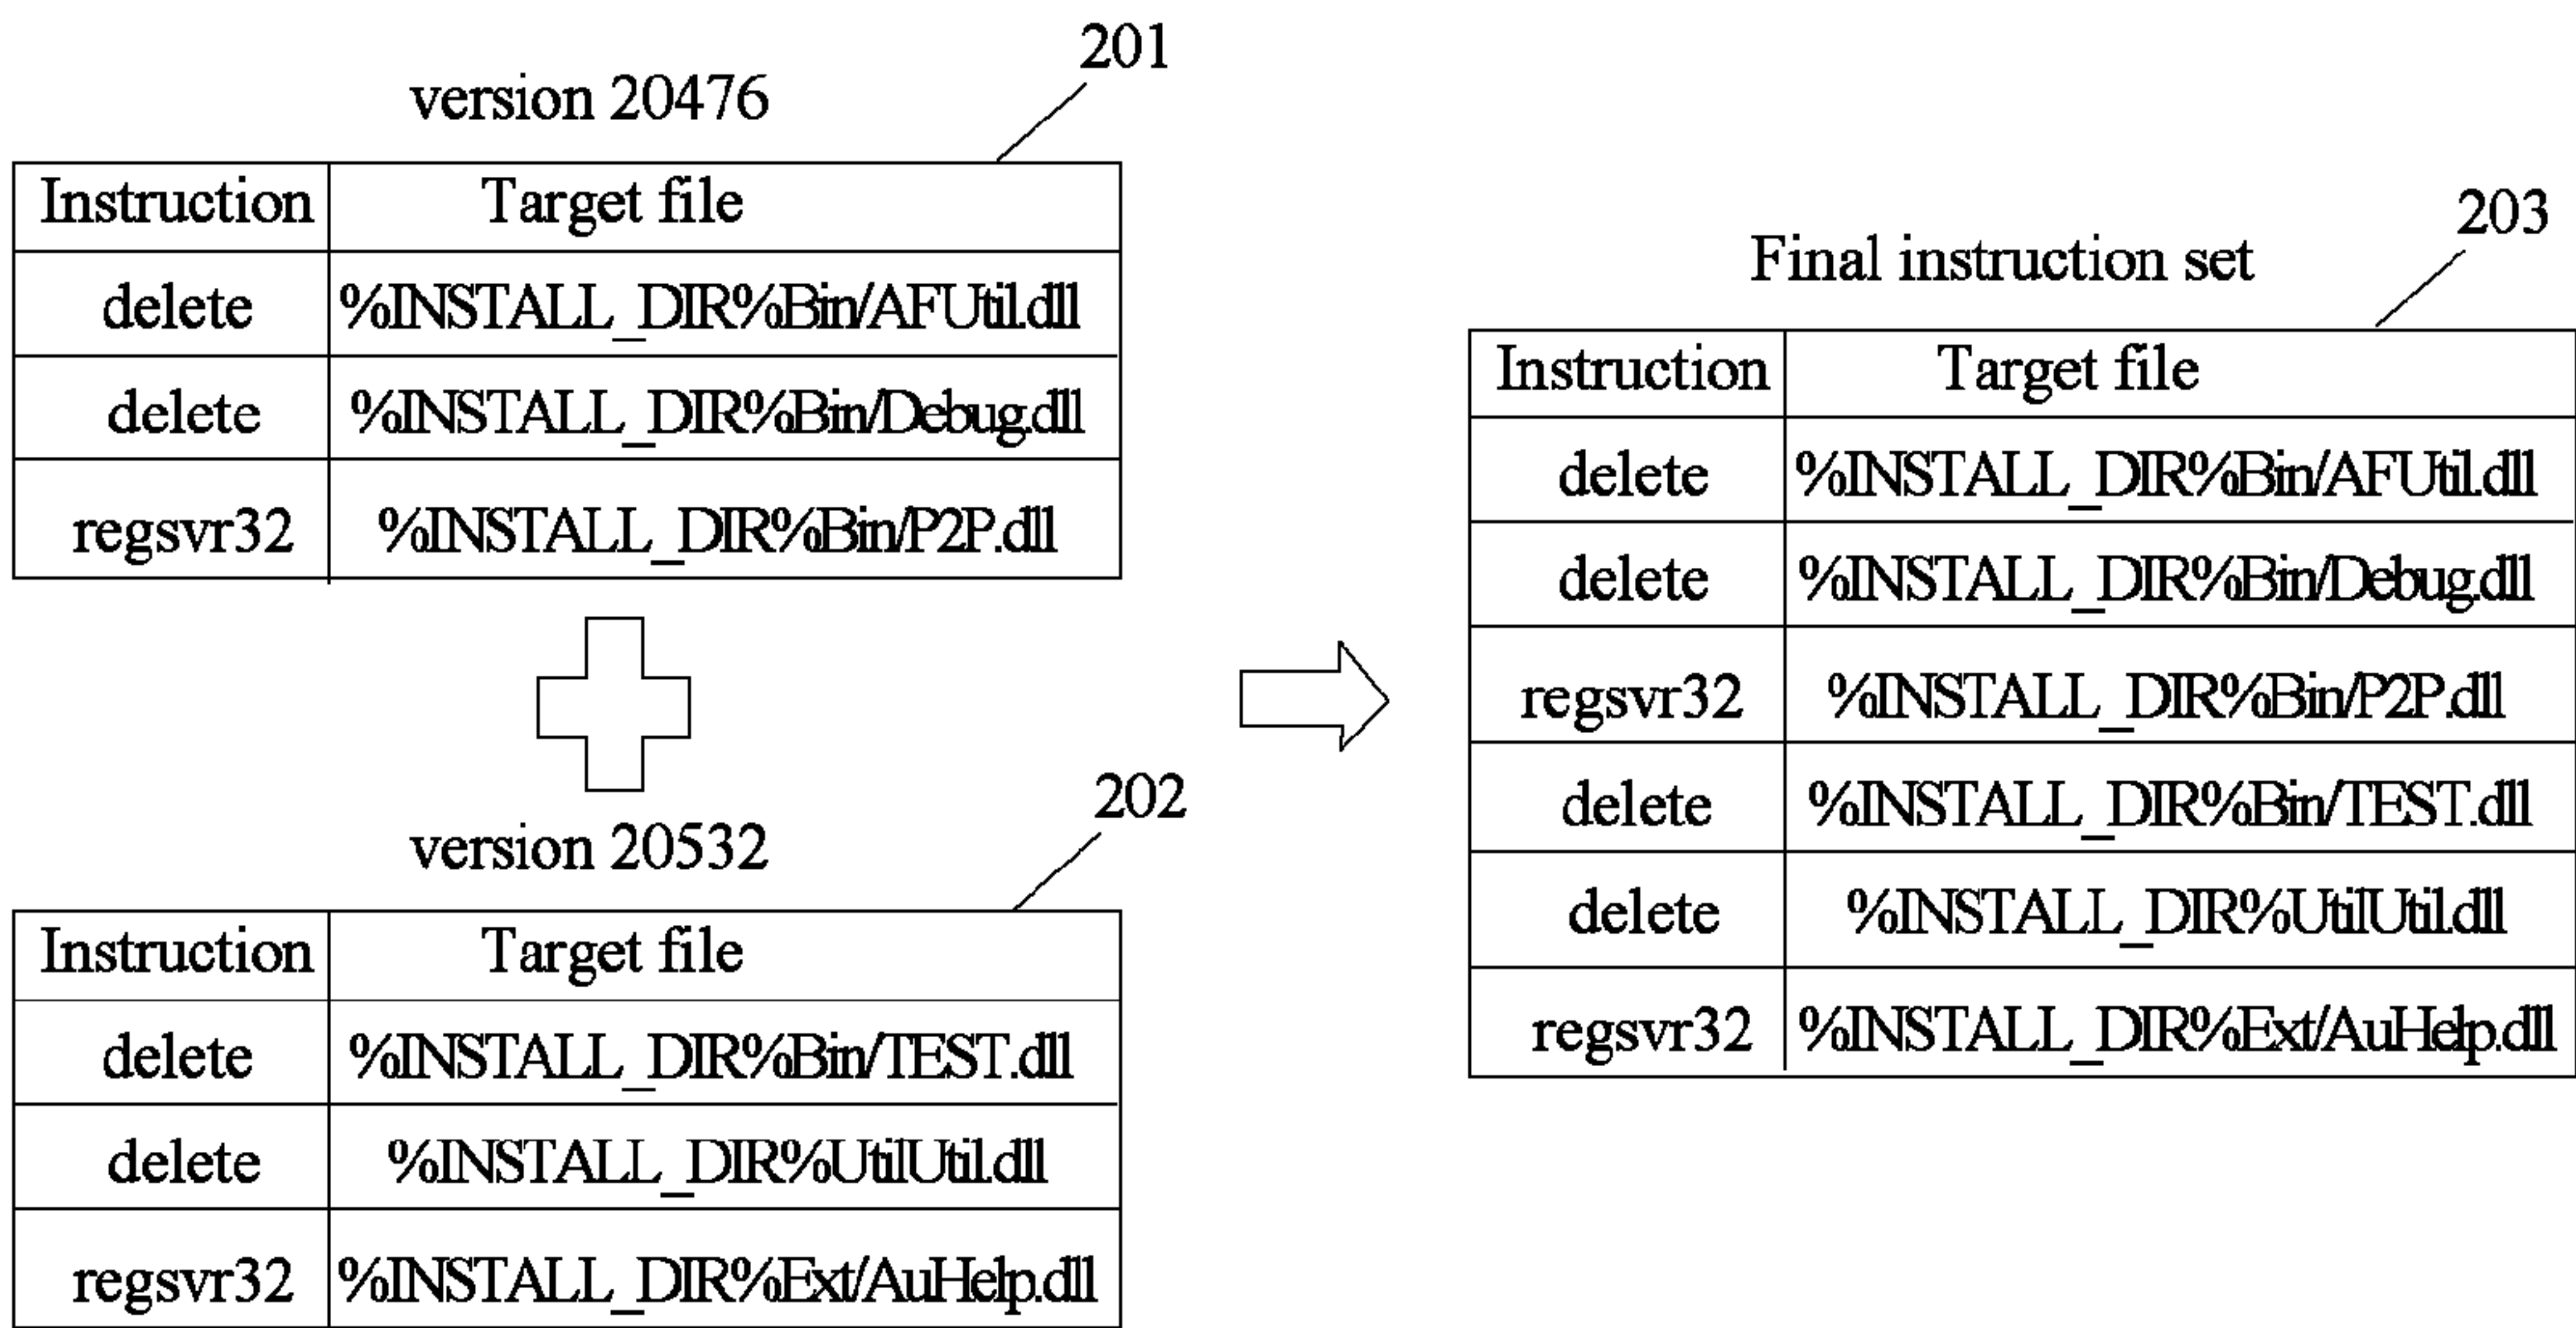 201
version 20476
Instruction Target file
delete %INSTALL_DIR%Bin/AFUtil.dll
delete %INSTALL_DIR%Bin/Debug.dll
regsvr32 %INSTALL_DIR%Bin/P2P.dll
202
version 20532
Instruction Target file
delete %INSTALL_DIR%Bin/TEST.dll
delete %INSTALL_DIR%UtilUtil.dll
regsvr32 %INSTALL_DIR%Ext/AuHelp.dll
203
Final instruction set
Instruction Target file
delete %INSTALL_DIR%Bin/AFUtil.dll
delete %INSTALL_DIR%Bin/Debug.dll
regsvr32 %INSTALL_DIR%Bin/P2P.dll
delete %INSTALL_DIR%Bin/TEST.dll
delete %INSTALL_DIR%UtilUtil.dll
regsvr32 %INSTALL_DIR%Ext/AuHelp.dll